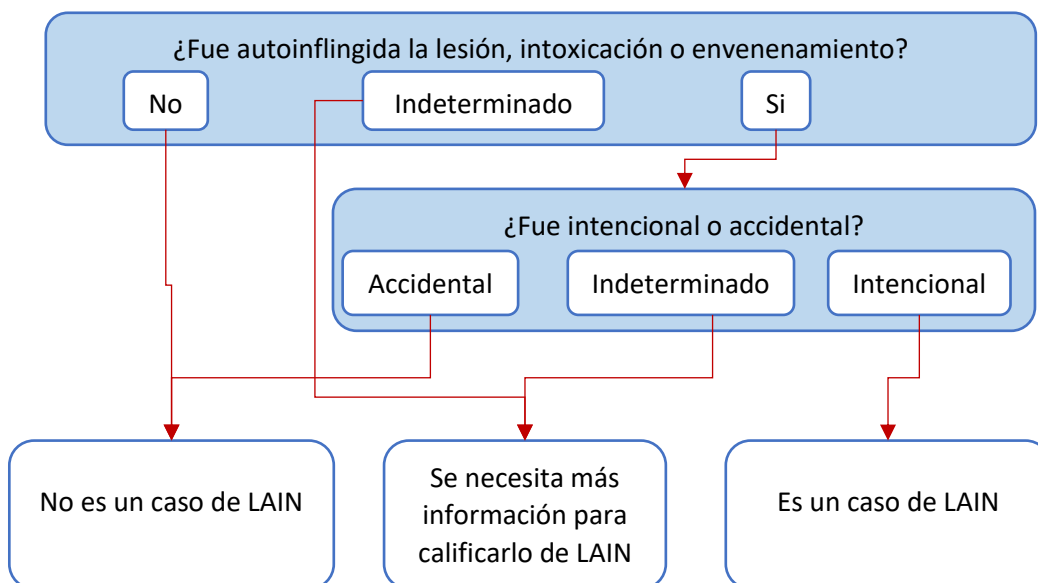 ¿Fue autoinflingida la lesión, intoxicación o envenenamiento?
No
Indeterminado
Si
¿Fue intencional o accidental?
Accidental
Indeterminado
Intencional
No es un caso de LAIN
Se necesita más
información para
calificarlo de LAIN
Es un caso de LAIN